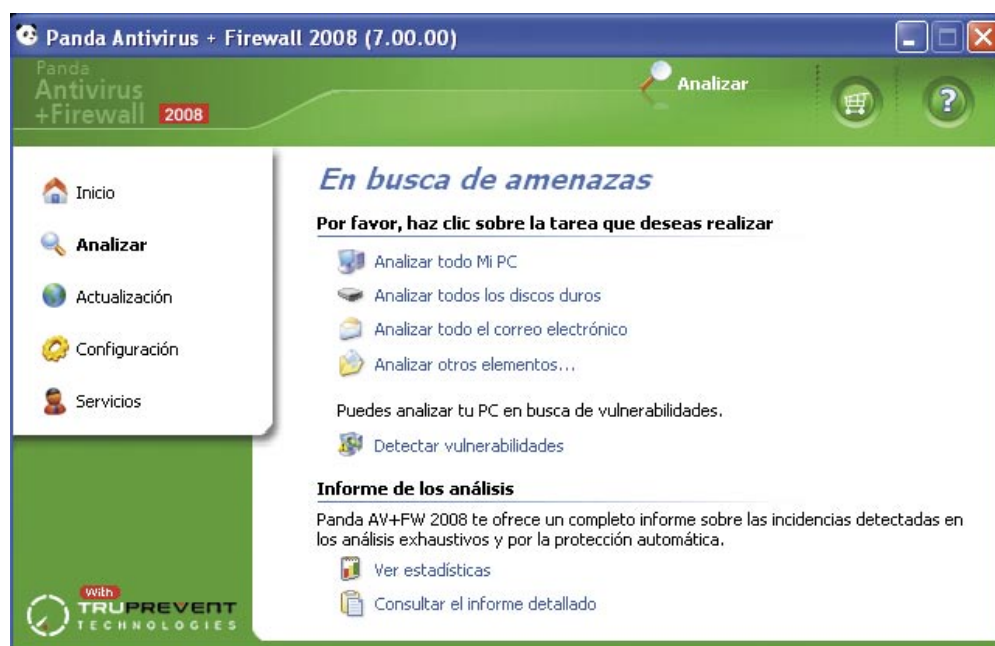 Panda Antivirus + Firewall 2008 (7.00.00)
Panda
Antivirus
+Firewall 2008
Analizar
?
Inicio
Analizar
Actualización
Configuración
Servicios
En busca de amenazas
Por favor, haz clic sobre la tarea que deseas realizar
Analizar todo Mi PC
Analizar todos los discos duros
Analizar todo el correo electrónico
Analizar otros elementos...
Puedes analizar tu PC en busca de vulnerabilidades.
Detectar vulnerabilidades
Informe de los análisis
Panda AV+FW 2008 te ofrece un completo informe sobre las incidencias detectadas en
los análisis exhaustivos y por la protección automática.
Ver estadísticas
Consultar el informe detallado
With
TRUPREVENT
TECHNOLOGIES